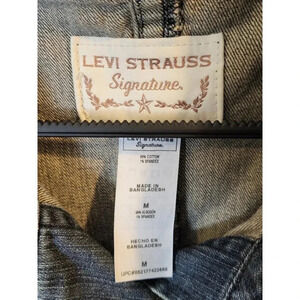 LEVI STRAUSS
Signature
LEVI STRAUSS
Signature
99% COTTON
1% SPANDEX
MADE IN
BANGLADESH
M
HECHO EN
BANGLADESH
M